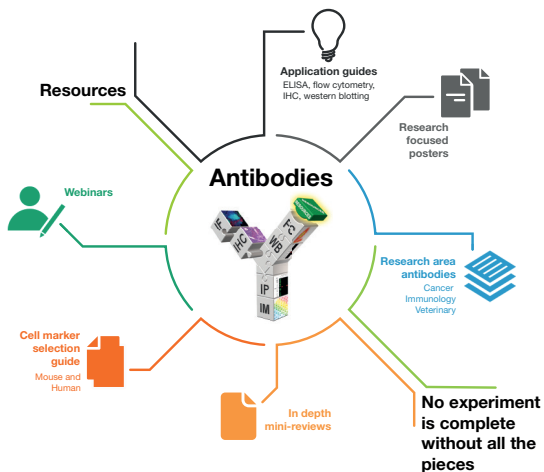 Application guides
ELISA, flow cytometry,
IHC, western blotting
Resources
Research
focused
posters
Antibodies
Webinars
IF
IHC
FC
WB
IP
IM
Research area
antibodies
Cancer
Immunology
Veterinary
Cell marker
selection
guide
Mouse and
Human
In depth
mini-reviews
No experiment
is complete
without all the
pieces